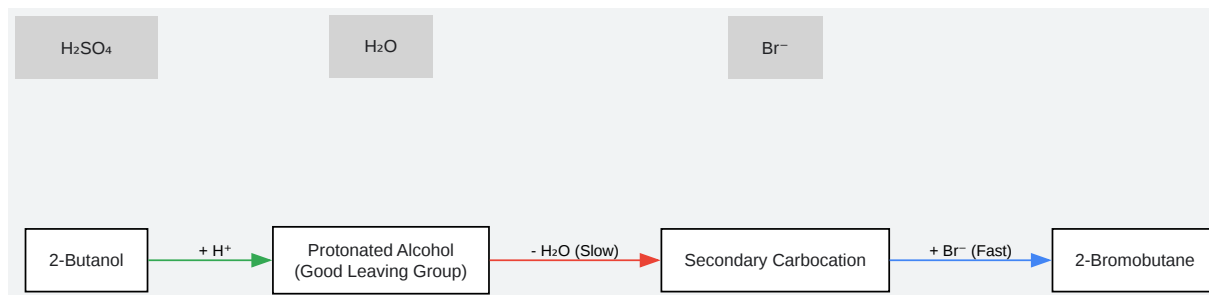 H₂SO₄
H₂O
Br⁻
2-Butanol
+ H⁺
Protonated Alcohol
(Good Leaving Group)
- H₂O (Slow)
Secondary Carbocation
+ Br⁻ (Fast)
2-Bromobutane